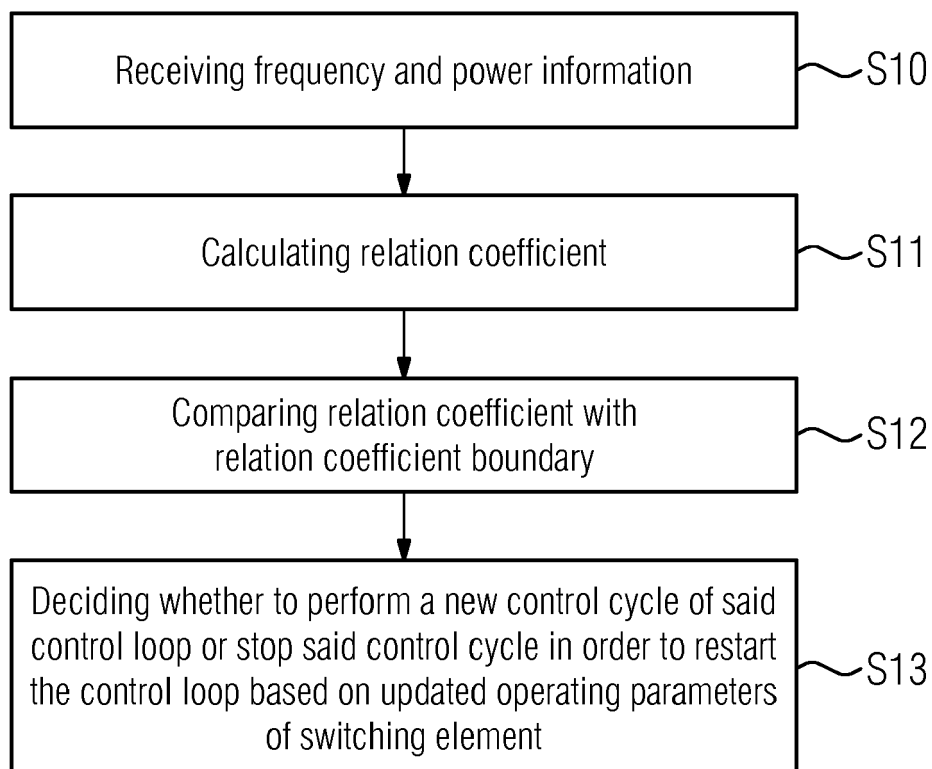 Receiving frequency and power information
S10
Calculating relation coefficient
S11
Comparing relation coefficient with
relation coefficient boundary
S12
Deciding whether to perform a new control cycle of said
control loop or stop said control cycle in order to restart
the control loop based on updated operating parameters
of switching element
S13